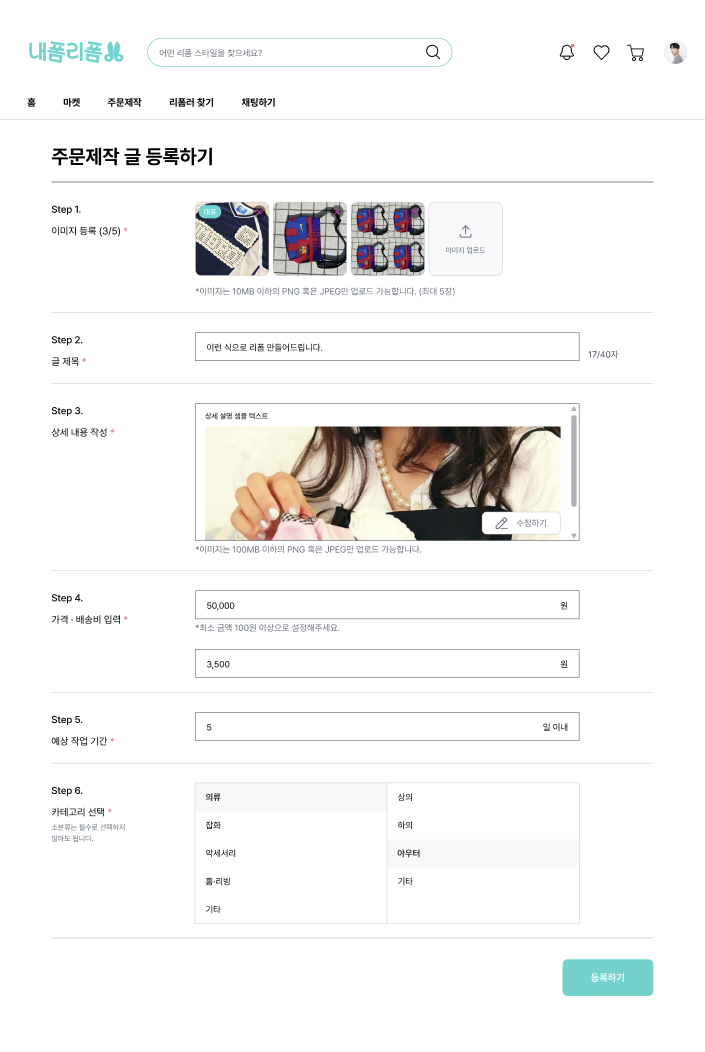 내폼리폼
어떤 리폼 스타일을 찾으세요?
홈 마켓 주문제작 리폼러 찾기 채팅하기
주문제작 글 등록하기
Step 1.
이미지 등록 (3/5) *
대표
이미지 업로드
*이미지는 10MB 이하의 PNG 혹은 JPEG만 업로드 가능합니다. (최대 5장)
Step 2.
글 제목 *
이런 식으로 리폼 만들어드립니다.
17/40자
Step 3.
상세 내용 작성 *
상세 설명 샘플 텍스트
수정하기
*이미지는 100MB 이하의 PNG 혹은 JPEG만 업로드 가능합니다.
Step 4.
가격 · 배송비 입력 *
50,000 원
*최소 금액 100원 이상으로 설정해주세요.
3,500 원
Step 5.
예상 작업 기간 *
5 일 이내
Step 6.
카테고리 선택 *
소분류는 필수로 선택하지
않아도 됩니다.
의류 상의
잡화 하의
악세서리 아우터
홈·리빙 기타
기타
등록하기